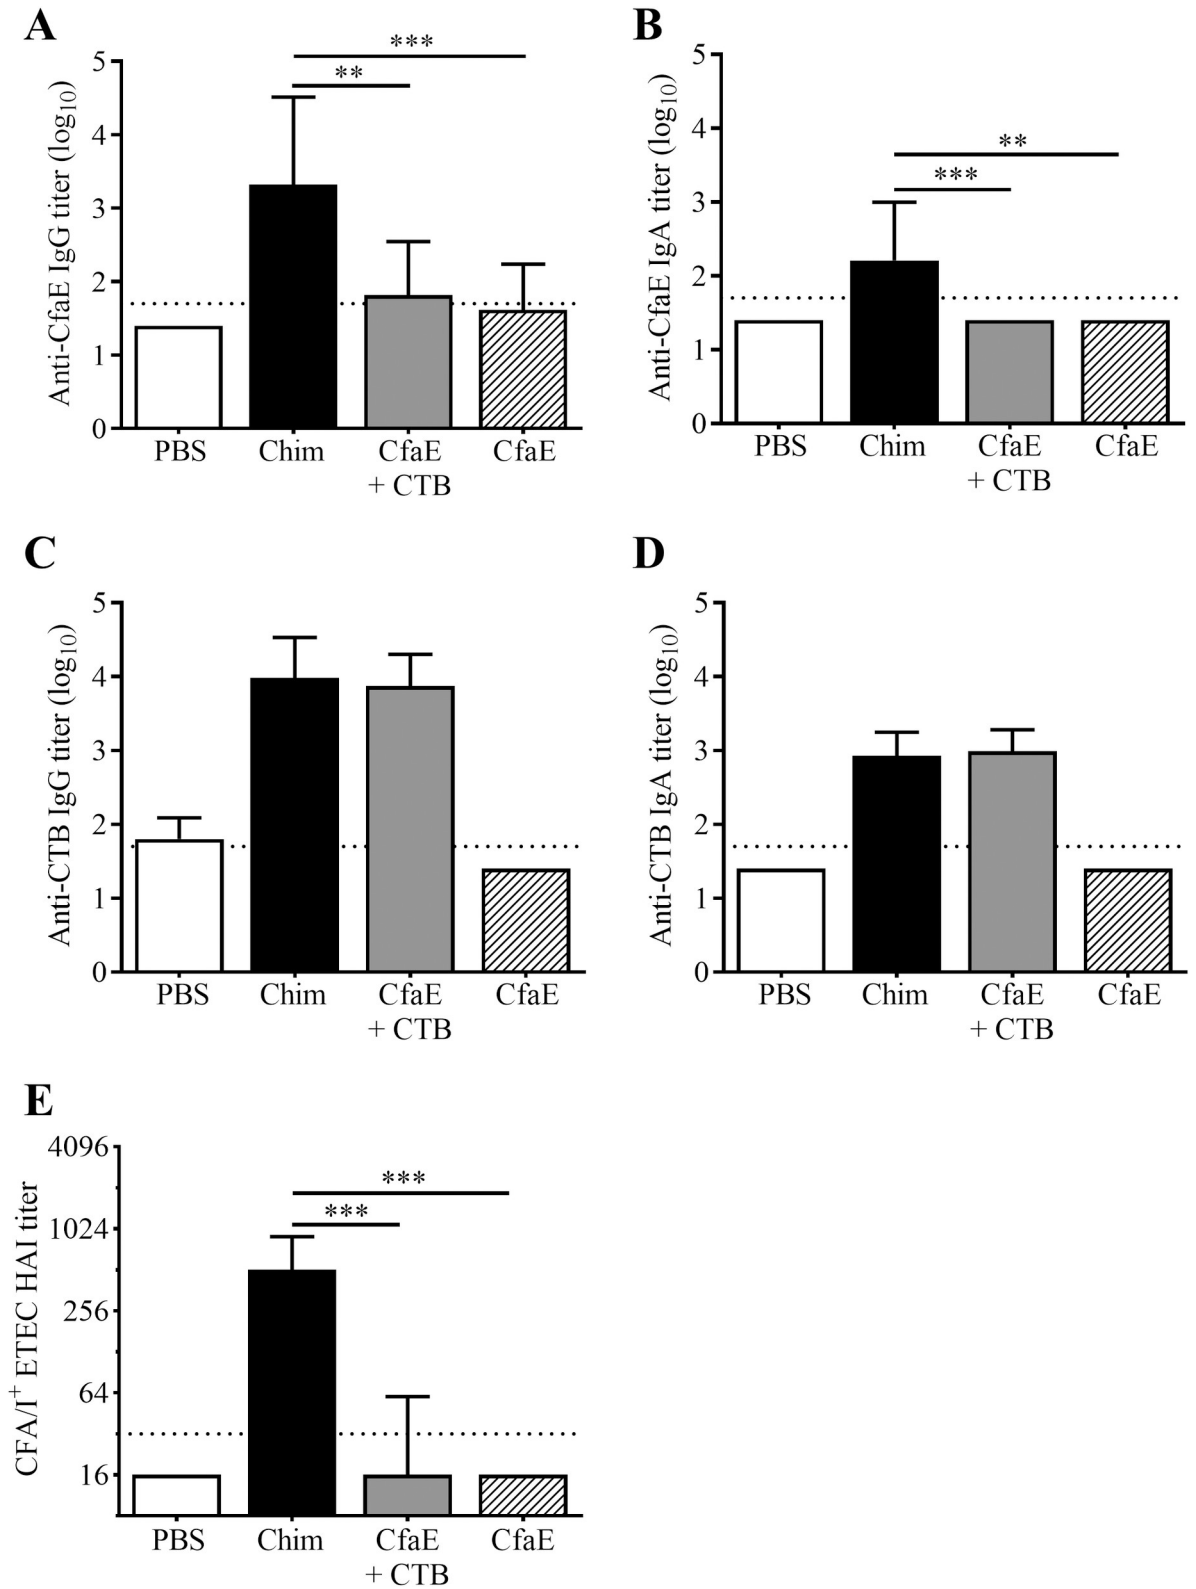 A
Anti-CfaE IgG titer (log10)
5
4
3
2
1
0
***
**
PBS
Chim
CfaE
+ CTB
CfaE
B
Anti-CfaE IgA titer (log10)
5
4
3
2
1
0
**
***
PBS
Chim
CfaE
+ CTB
CfaE
C
Anti-CTB IgG titer (log10)
5
4
3
2
1
0
PBS
Chim
CfaE
+ CTB
CfaE
D
Anti-CTB IgA titer (log10)
5
4
3
2
1
0
PBS
Chim
CfaE
+ CTB
CfaE
E
CFA/I+ ETEC HAI titer
4096
1024
256
64
16
***
***
PBS
Chim
CfaE
+ CTB
CfaE